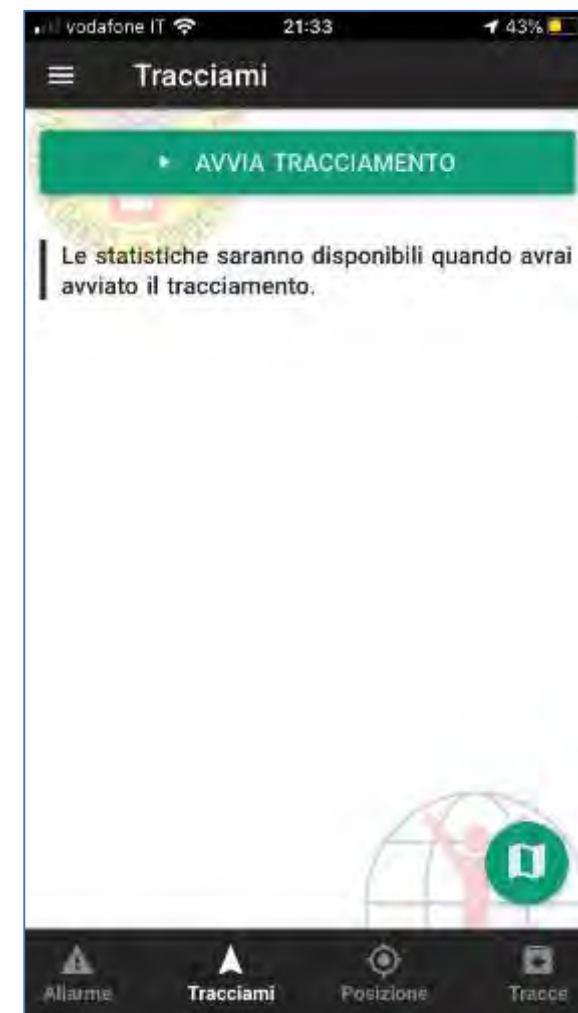 vodafone IT 21:33 43%
Tracciami
AVVIA TRACCIAMENTO
Le statistiche saranno disponibili quando avrai
avviato il tracciamento.
Allarme Tracciami Posizione Tracce